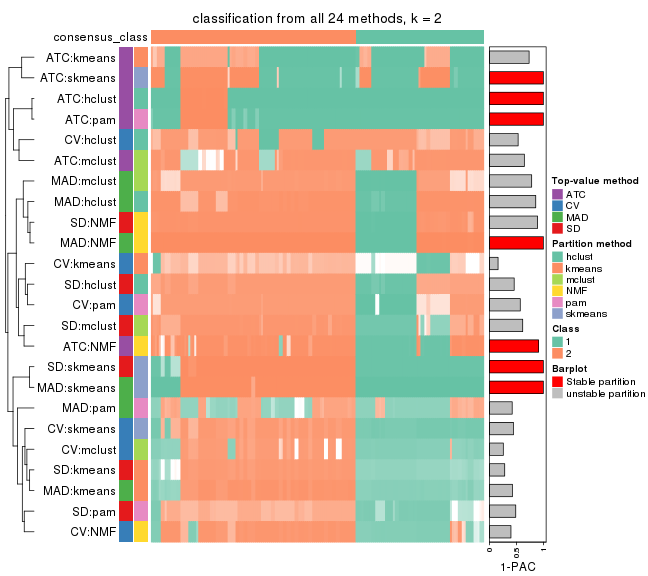 classification from all 24 methods, k = 2
consensus_class
ATC:kmeans
ATC:skmeans
ATC:hclust
ATC:pam
CV:hclust
ATC:mclust
MAD:mclust
MAD:hclust
SD:NMF
MAD:NMF
CV:kmeans
SD:hclust
CV:pam
SD:mclust
ATC:NMF
SD:skmeans
MAD:skmeans
MAD:pam
CV:skmeans
CV:mclust
SD:kmeans
MAD:kmeans
SD:pam
CV:NMF
0
0.5
1
1-PAC
Top-value method
ATC
CV
MAD
SD
Partition method
hclust
kmeans
mclust
NMF
pam
skmeans
Class
1
2
Barplot
Stable partition
unstable partition